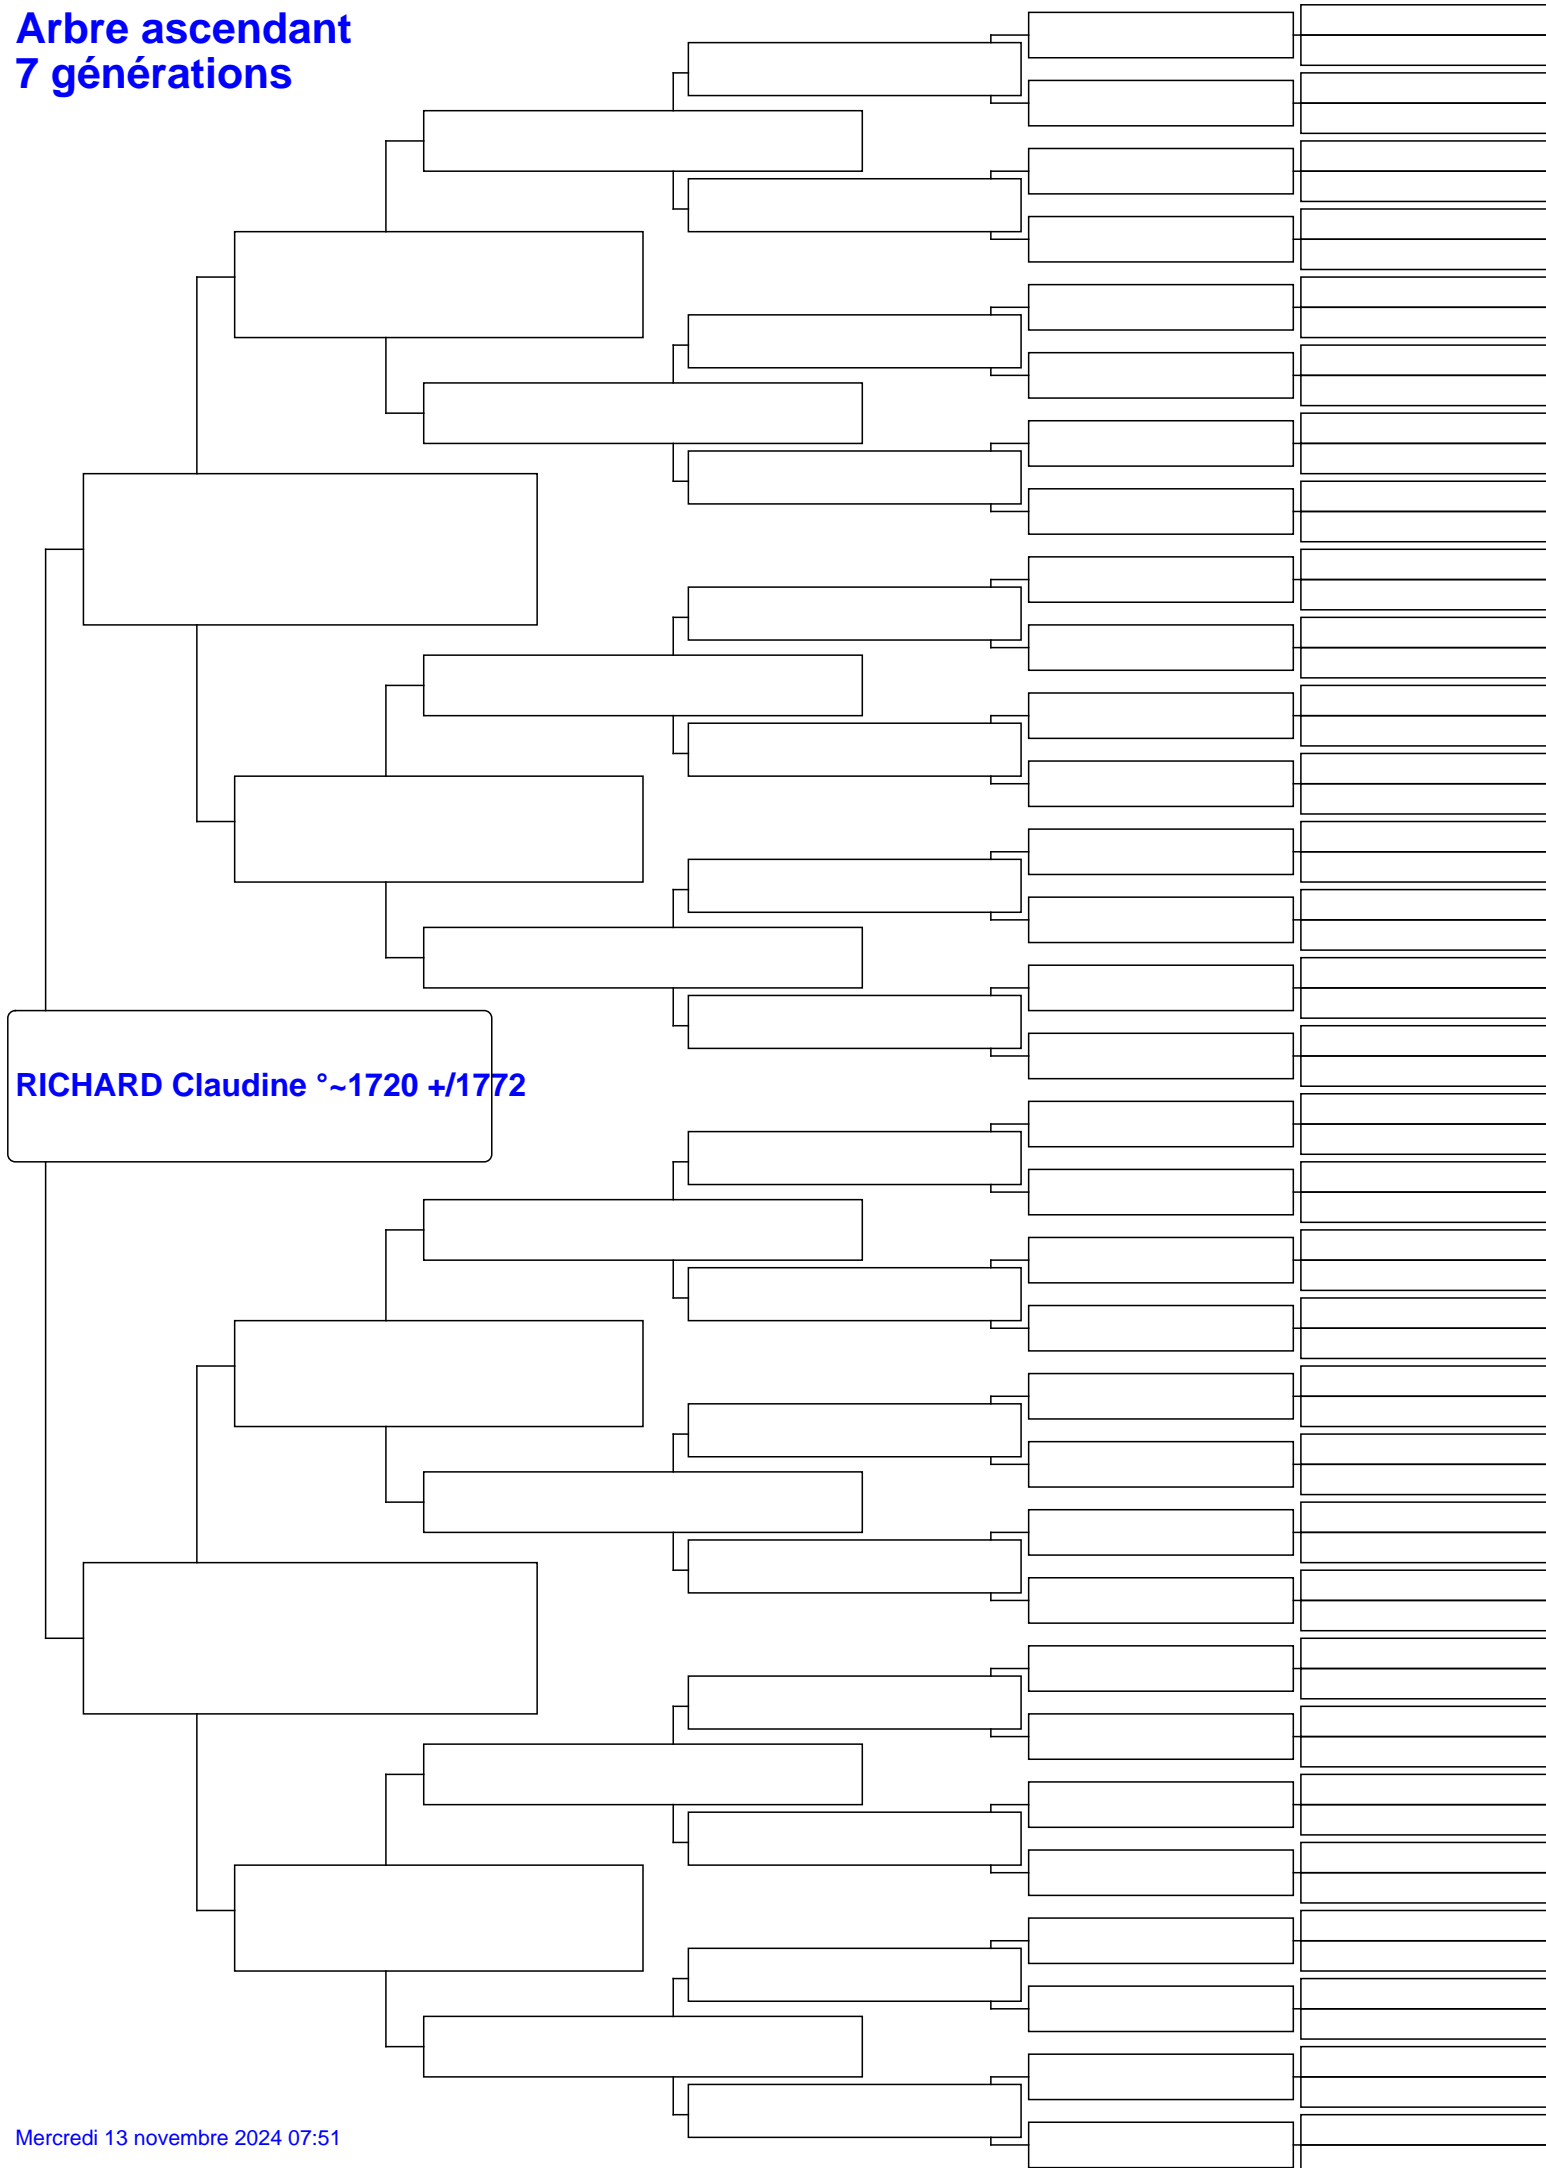 Arbre ascendant
7 générations
RICHARD Claudine °~1720 +/1772
Mercredi 13 novembre 2024 07:51